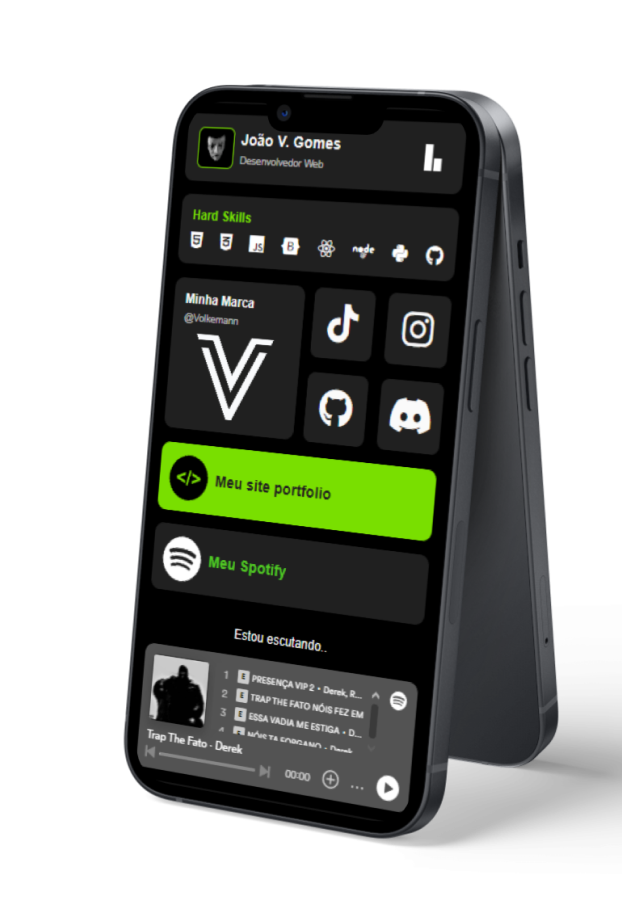 João V. Gomes
Desenvolvedor Web
Hard Skills
5
3
JS
B
node
Minha Marca
@Volkemann
</>
Meu site portfolio
Meu Spotify
Estou escutando..
1 E PRESENÇA VIP 2 • Derek, R...
2 E TRAP THE FATO NÓIS FEZ EM
3 E ESSA VADIA ME ESTIGA • D...
4 E NÓIS TA
Trap The Fato - Derek
00:00